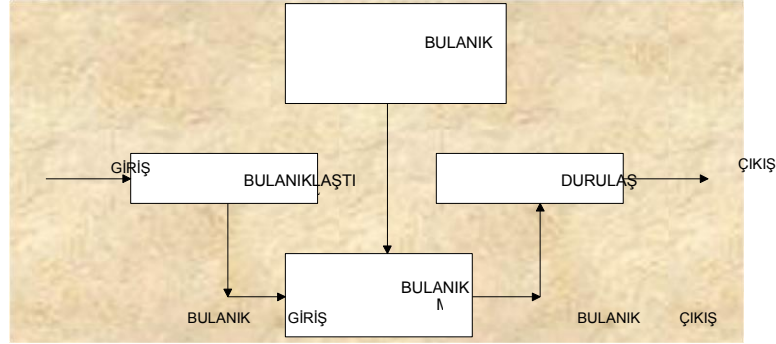 BULANIK
GİRİŞ
BULANIKLAŞTI
DURULAŞ
ÇIKIŞ
BULANIK
BULANIK GİRİŞ
BULANIK ÇIKIŞ